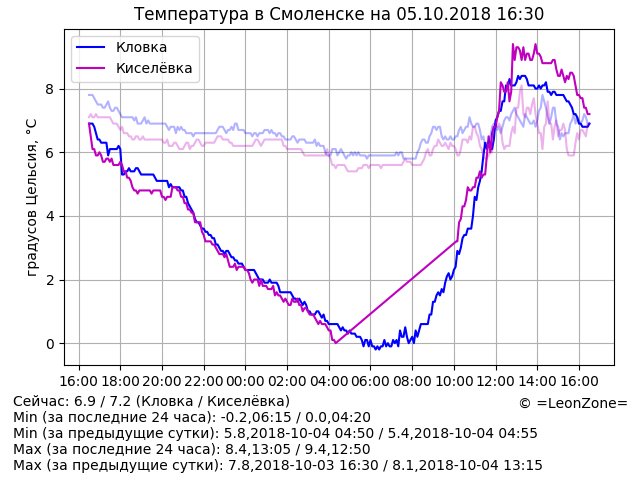 Температура в Смоленске на 05.10.2018 16:30
Кловка
Киселёвка
градусов Цельсия, °C
8
6
4
2
0
16:00 18:00 20:00 22:00 00:00 02:00 04:00 06:00 08:00 10:00 12:00 14:00 16:00
Сейчас: 6.9 / 7.2 (Кловка / Киселёвка)
© =LeonZone=
Min (за последние 24 часа): -0.2,06:15 / 0.0,04:20
Min (за предыдущие сутки): 5.8,2018-10-04 04:50 / 5.4,2018-10-04 04:55
Max (за последние 24 часа): 8.4,13:05 / 9.4,12:50
Max (за предыдущие сутки): 7.8,2018-10-03 16:30 / 8.1,2018-10-04 13:15